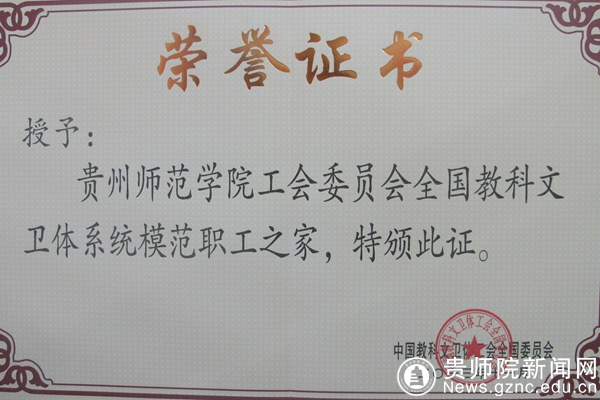 荣誉证书
授予：
贵州师范学院工会委员会全国教科文
卫体系统模范职工之家，特颁此证。
中国教科文卫体工会全国委员会
贵师院新闻网
News.gznc.edu.cn